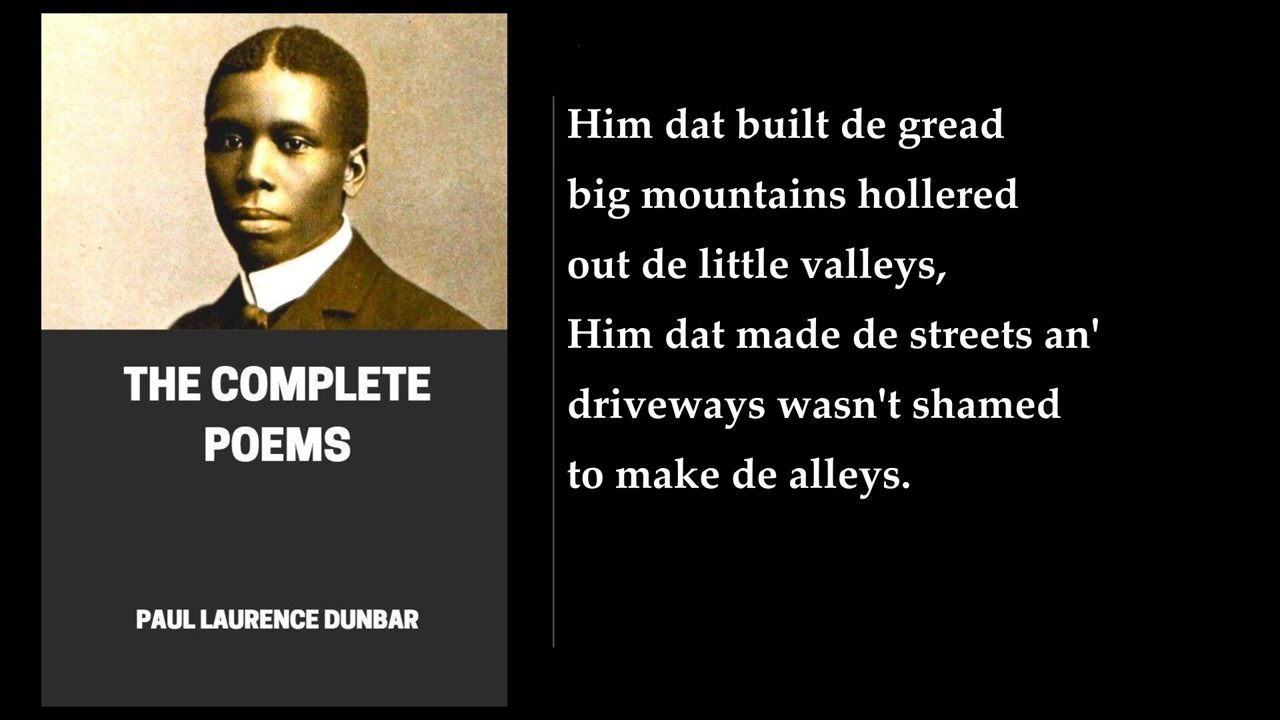 THE COMPLETE
POEMS
PAUL LAURENCE DUNBAR
Him dat built de gread
big mountains hollered
out de little valleys,
Him dat made de streets an'
driveways wasn't shamed
to make de alleys.